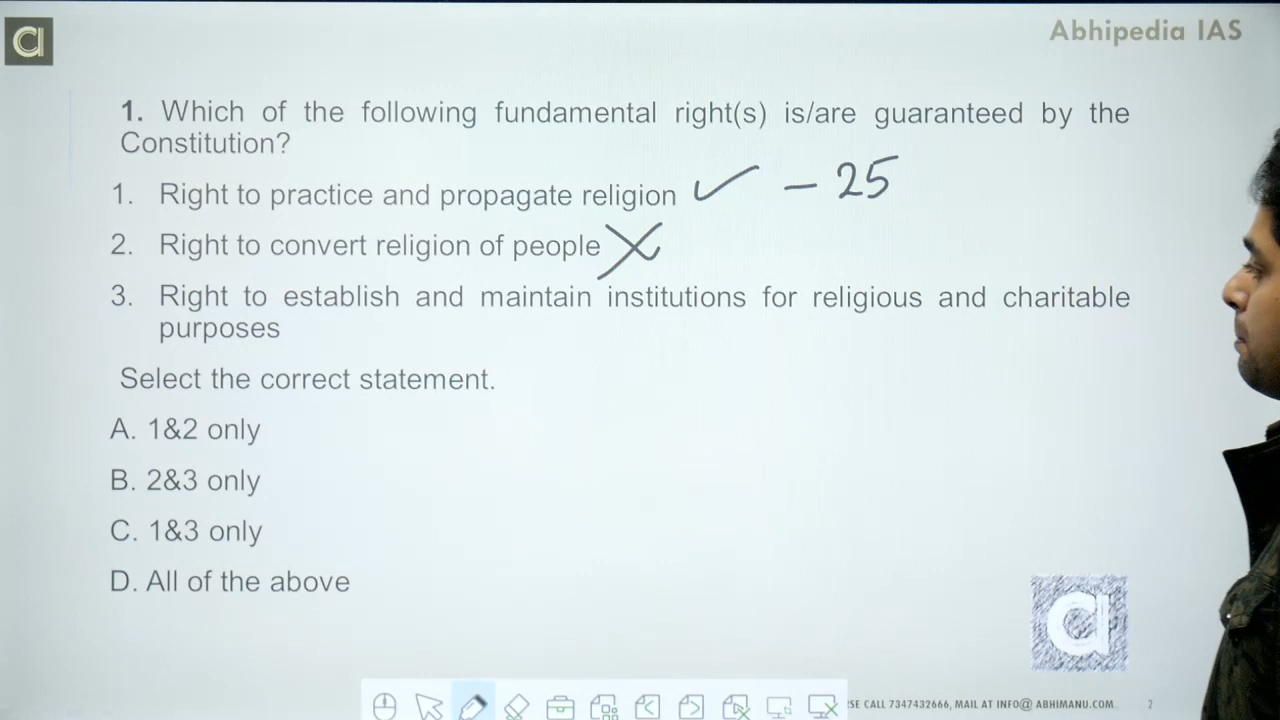 Abhipedia IAS
1. Which of the following fundamental right(s) is/are guaranteed by the
Constitution?
1. Right to practice and propagate religion ✓ – 25
2. Right to convert religion of people X
3. Right to establish and maintain institutions for religious and charitable
purposes
Select the correct statement.
A. 1&2 only
B. 2&3 only
C. 1&3 only
D. All of the above
SE CALL 7347432666, MAIL AT INFO@ ABHIMANU.COM 2